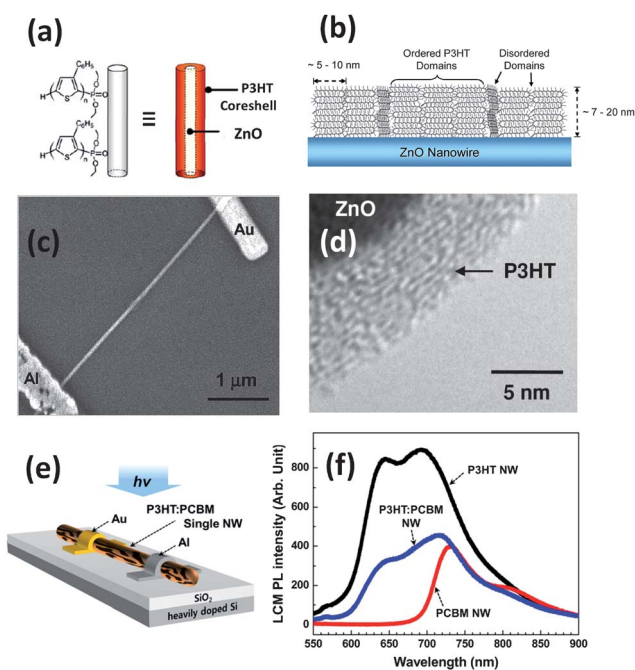 (a)
C₆H₅
O
H
S
n
P=O
O
C₆H₅
O
H
S
n
P=O
O
≡
P3HT
Coreshell
ZnO
(b)
~ 5 - 10 nm
Ordered P3HT
Domains
Disordered
Domains
~ 7 - 20 nm
ZnO Nanowire
(c)
Au
Al
1 µm
(d)
ZnO
P3HT
5 nm
(e)
hv
P3HT:PCBM
Single NW
Au
Al
SiO₂
heavily doped Si
(f)
LCM PL intensity (Arb. Unit)
800
600
400
200
0
P3HT NW
P3HT:PCBM
NW
PCBM NW
550 600 650 700 750 800 850 900
Wavelength (nm)